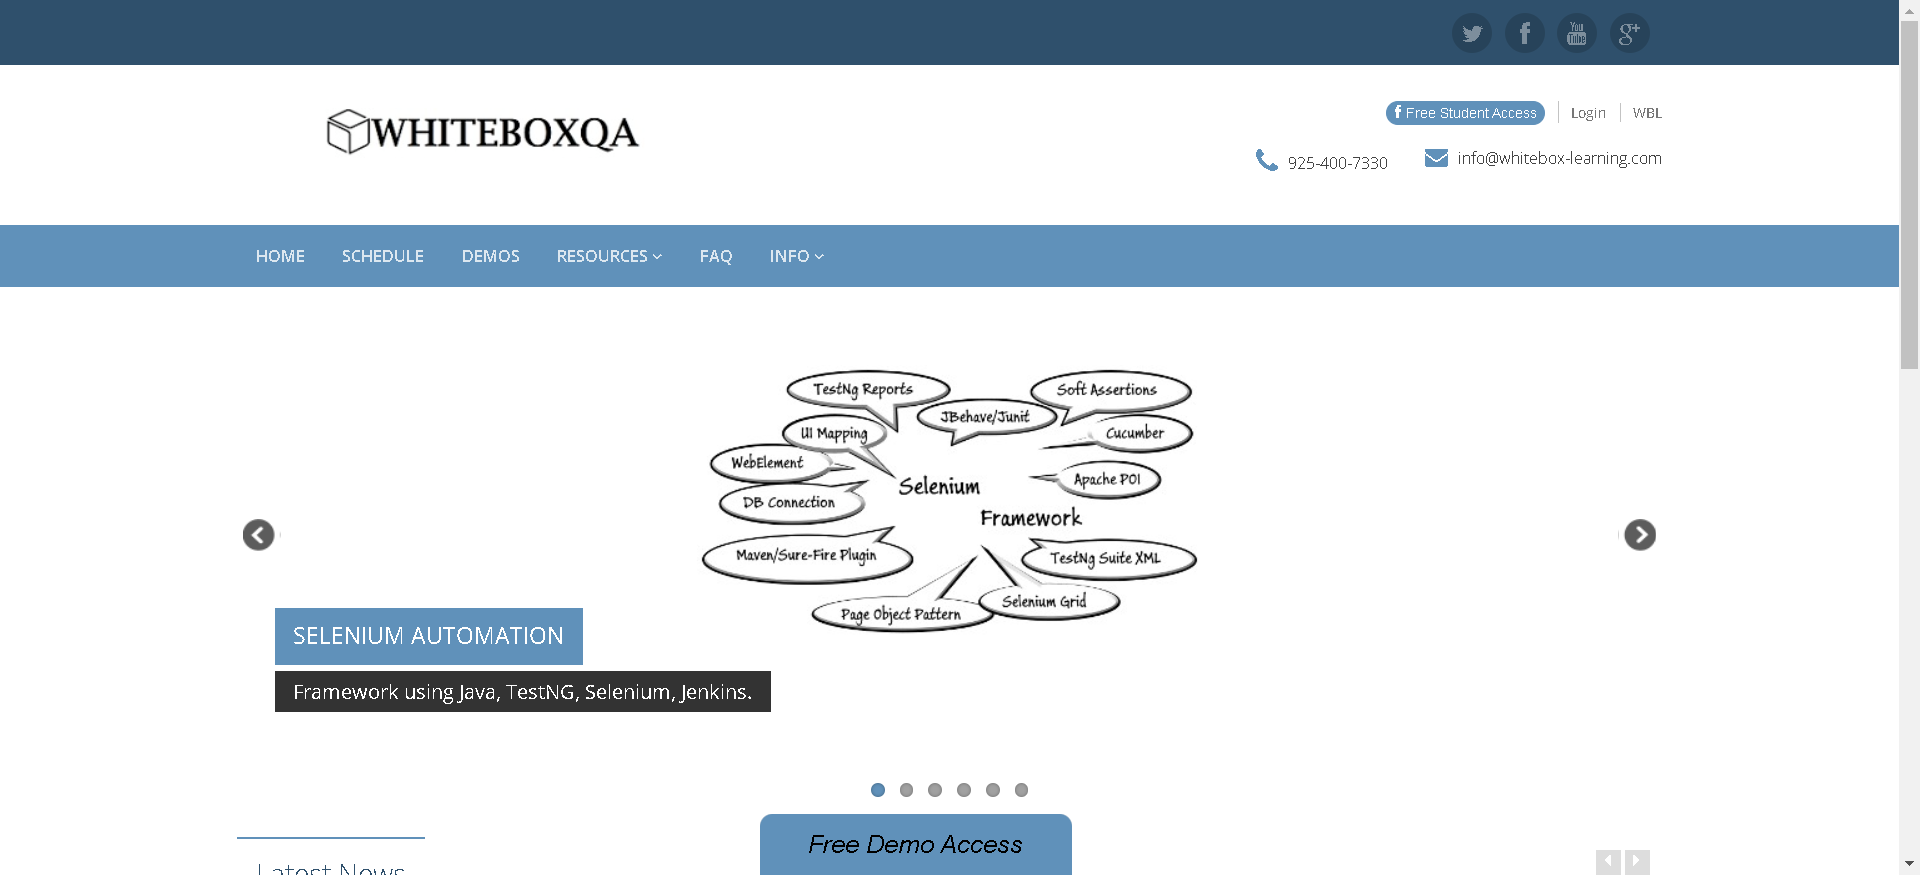 WHITEBOXQA
Free Student Access
Login
WBL
925-400-7330
info@whitebox-learning.com
HOME
SCHEDULE
DEMOS
RESOURCES
FAQ
INFO
TestNg Reports
Soft Assertions
JBehave/Junit
UI Mapping
Cucumber
WebElement
Apache POI
Selenium
DB Connection
Framework
Maven/Sure-Fire Plugin
TestNg Suite XML
Selenium Grid
Page Object Pattern
SELENIUM AUTOMATION
Framework using Java, TestNG, Selenium, Jenkins.
Free Demo Access
Latest News